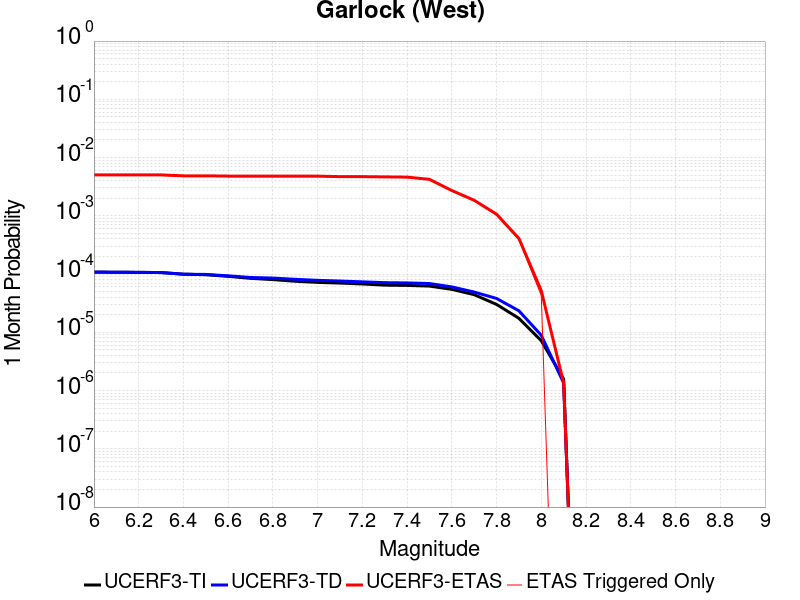 Garlock (West)
10^0
10^-1
10^-2
10^-3
10^-4
10^-5
10^-6
10^-7
10^-8
1 Month Probability
6 6.2 6.4 6.6 6.8 7 7.2 7.4 7.6 7.8 8 8.2 8.4 8.6 8.8 9
Magnitude
UCERF3-TI UCERF3-TD UCERF3-ETAS ETAS Triggered Only